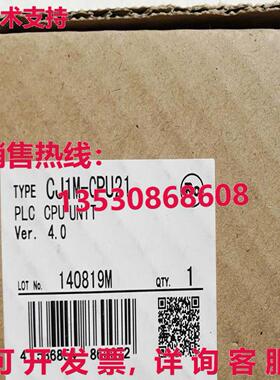 技术支持
销售热线：
13530868608
TYPE CJ1M-CPU21
PLC CPU UNIT
Ver. 4.0
LOT No. 140819M QTY. 1
可开发票，详询客服